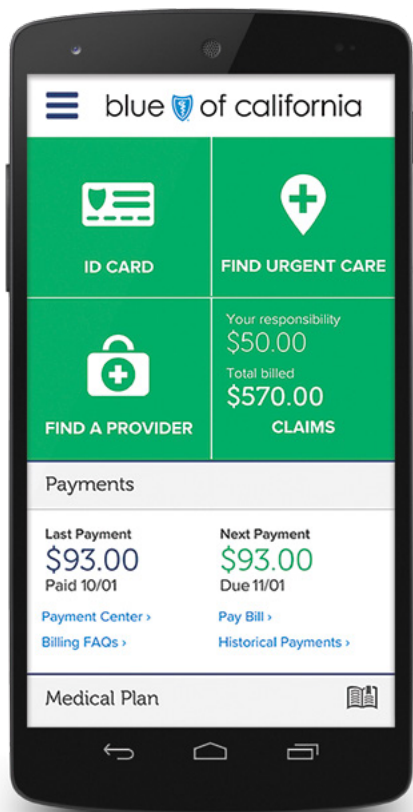 blue of california
ID CARD
FIND URGENT CARE
FIND A PROVIDER
Your responsibility
$50.00
Total billed
$570.00
CLAIMS
Payments
Last Payment
$93.00
Paid 10/01
Payment Center ›
Billing FAQs ›
Next Payment
$93.00
Due 11/01
Pay Bill ›
Historical Payments ›
Medical Plan